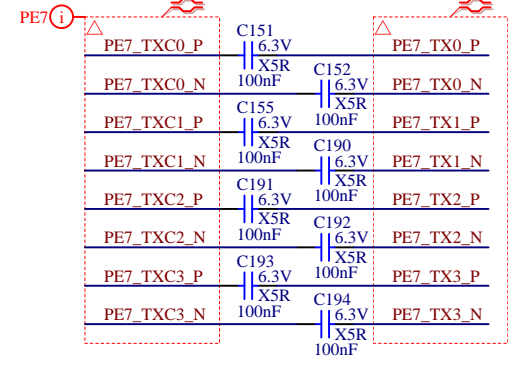 PE7 i
C151
PE7_TXC0_P 6.3V PE7_TX0_P
X5R
100nF
C152
PE7_TXC0_N 6.3V PE7_TX0_N
X5R
100nF
C155
PE7_TXC1_P 6.3V PE7_TX1_P
X5R
100nF
C190
PE7_TXC1_N 6.3V PE7_TX1_N
X5R
100nF
C191
PE7_TXC2_P 6.3V PE7_TX2_P
X5R
100nF
C192
PE7_TXC2_N 6.3V PE7_TX2_N
X5R
100nF
C193
PE7_TXC3_P 6.3V PE7_TX3_P
X5R
100nF
C194
PE7_TXC3_N 6.3V PE7_TX3_N
X5R
100nF